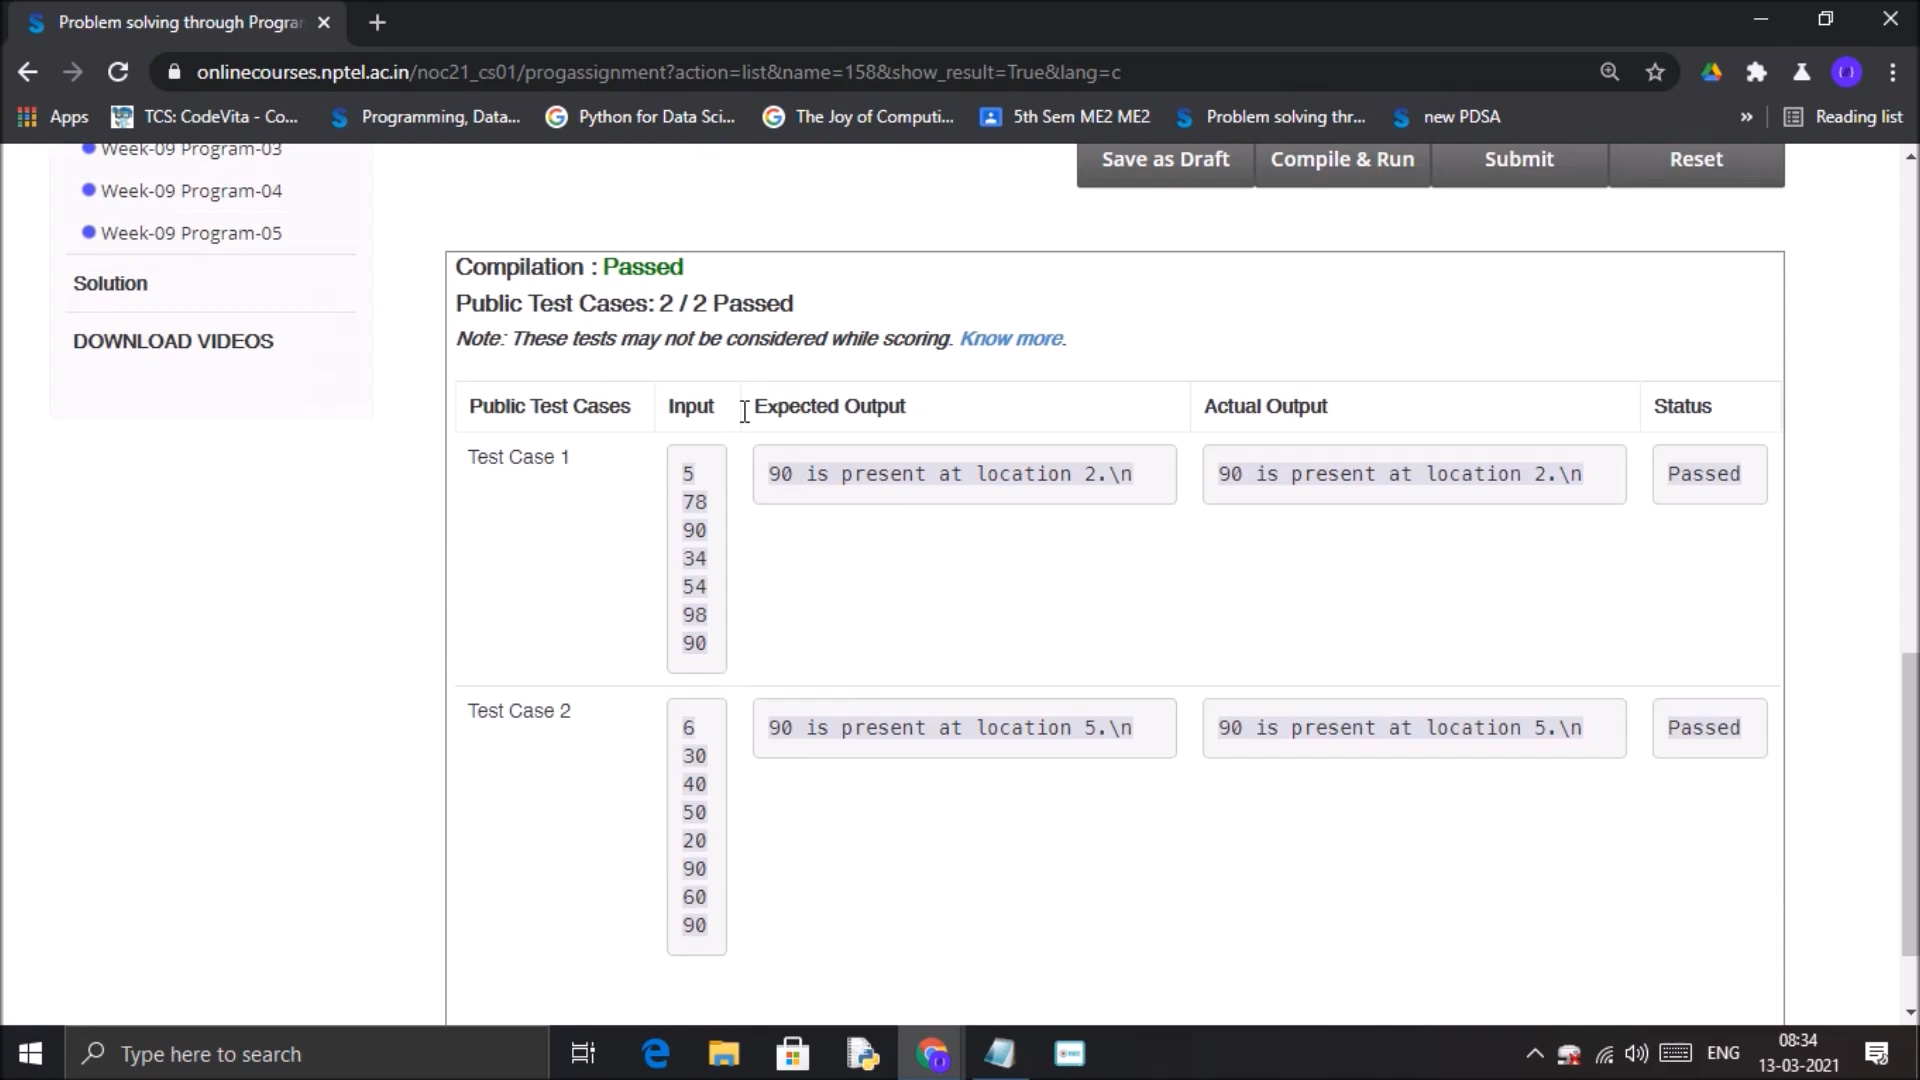 Problem solving through Progra
onlinecourses.nptel.ac.in/noc21_cs01/progassignment?action=list&name=158&show_result=True&lang=c
Apps TCS: CodeVita - Co... Programming, Data... Python for Data Sci... The Joy of Computi... 5th Sem ME2 ME2 Problem solving thr... new PDSA » Reading list
Week-09 Program-03
Week-09 Program-04
Week-09 Program-05
Solution
DOWNLOAD VIDEOS
Save as Draft Compile & Run Submit Reset
Compilation : Passed
Public Test Cases: 2 / 2 Passed
Note: These tests may not be considered while scoring. Know more.
Public Test Cases Input Expected Output Actual Output Status
Test Case 1
5
78
90
34
54
98
90
90 is present at location 2.\n
90 is present at location 2.\n
Passed
Test Case 2
6
30
40
50
20
90
60
90
90 is present at location 5.\n
90 is present at location 5.\n
Passed
Type here to search
ENG
08:34
13-03-2021